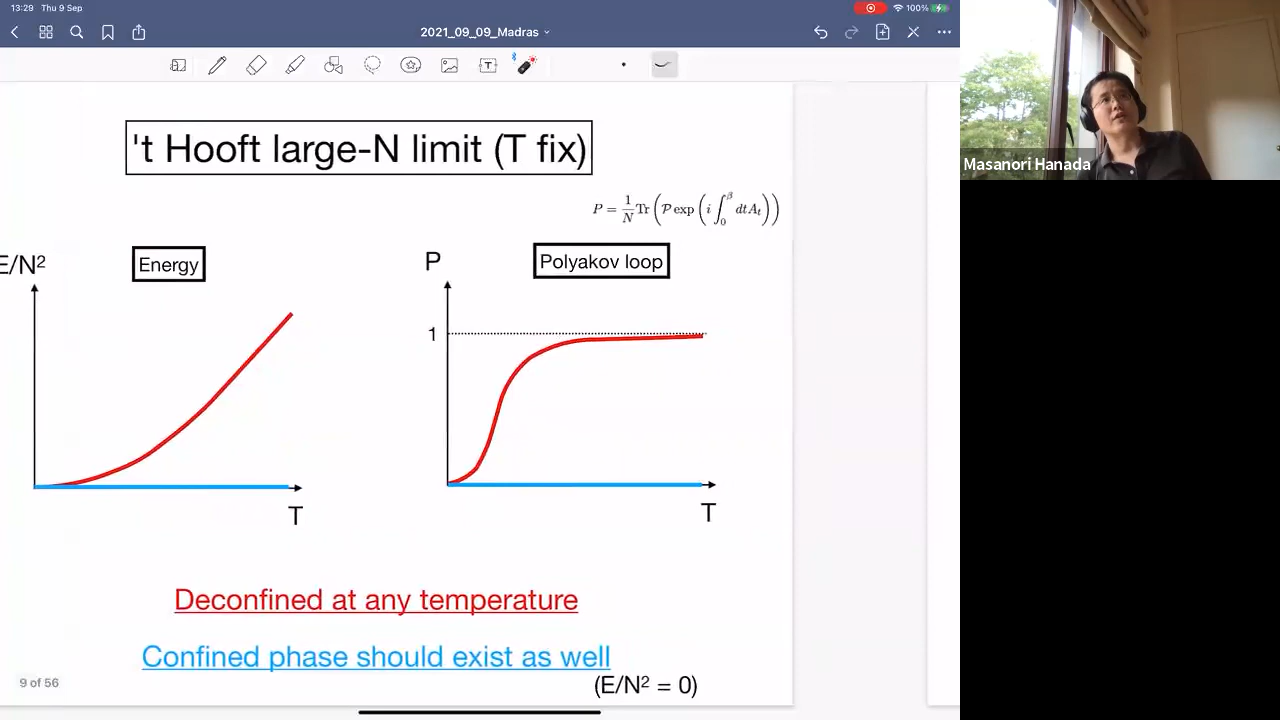 13:29 Thu 9 Sep
100%
2021_09_09_Madras
T
't Hooft large-N limit (T fix)
P = 1/N Tr(𝒫 exp(i∫₀^β dtA_t))
E/N²
Energy
P
Polyakov loop
1
T
T
Deconfined at any temperature
Confined phase should exist as well
(E/N² = 0)
9 of 56
Masanori Hanada